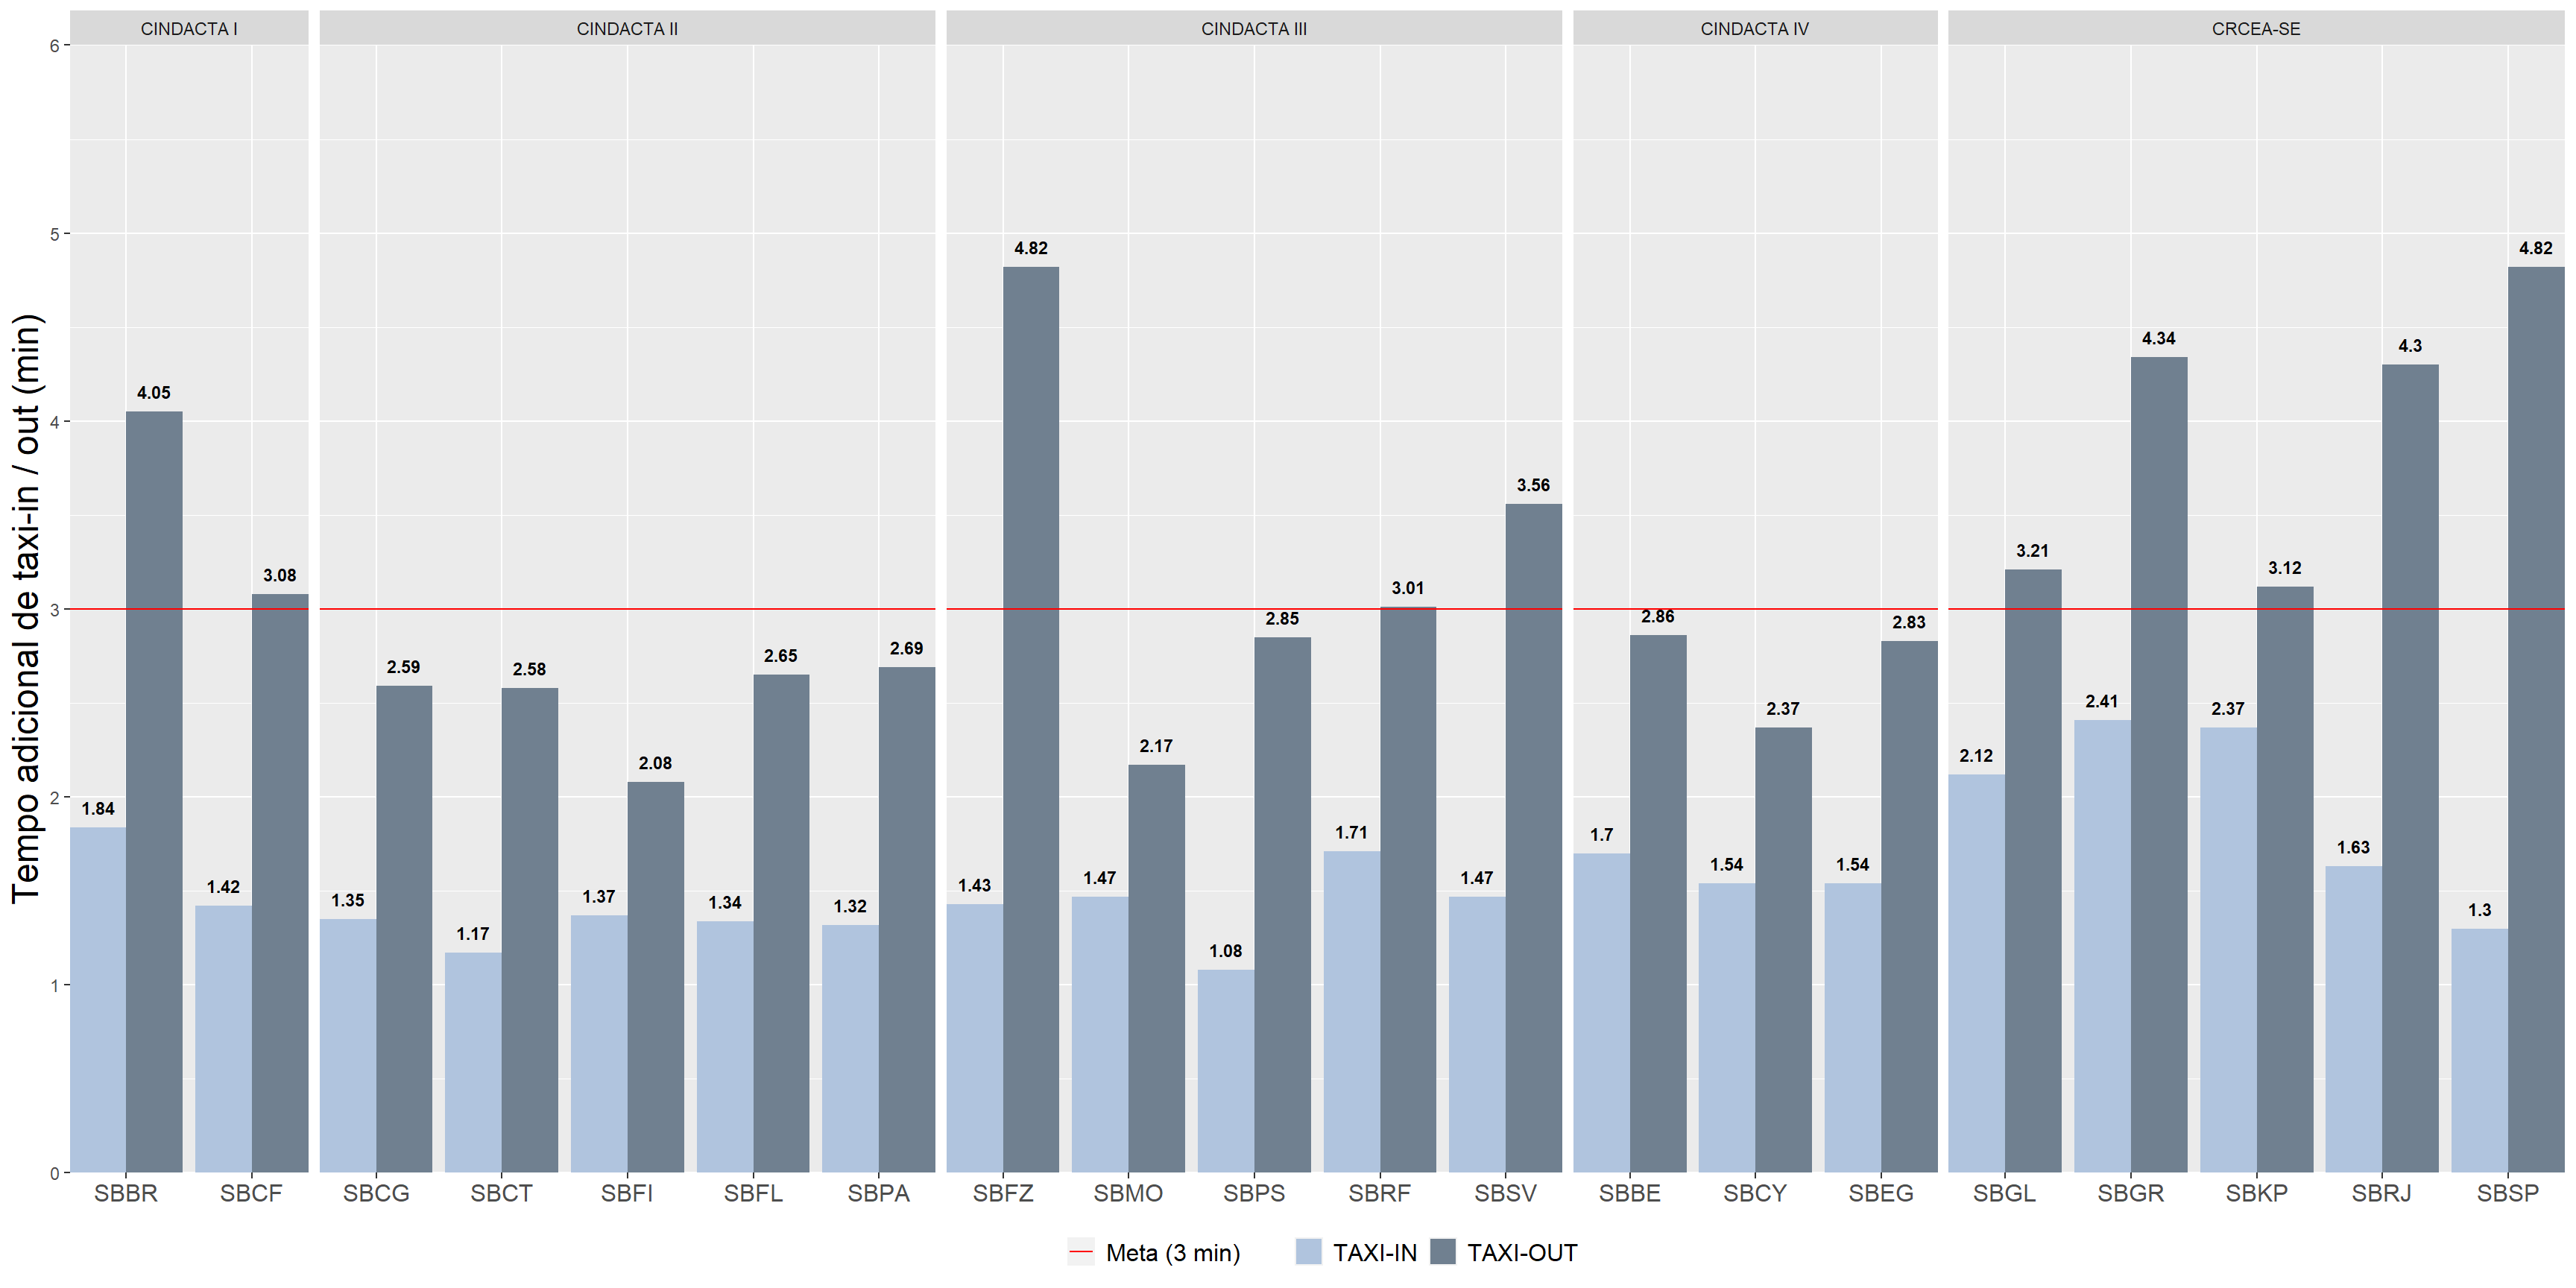 CINDACTA I
CINDACTA II
CINDACTA III
CINDACTA IV
CRCEA-SE
Tempo adicional de taxi-in / out (min)
6
5
4
3
2
1
0
1.84
4.05
1.42
3.08
1.35
2.59
1.17
2.58
1.37
2.08
1.34
2.65
1.32
2.69
1.43
4.82
1.47
2.17
1.08
2.85
1.71
3.01
1.47
3.56
1.7
2.86
1.54
2.37
1.54
2.83
2.12
3.21
2.41
4.34
2.37
3.12
1.63
4.3
1.3
4.82
SBBR
SBCF
SBCG
SBCT
SBFI
SBFL
SBPA
SBFZ
SBMO
SBPS
SBRF
SBSV
SBBE
SBCY
SBEG
SBGL
SBGR
SBKP
SBRJ
SBSP
Meta (3 min)
TAXI-IN
TAXI-OUT